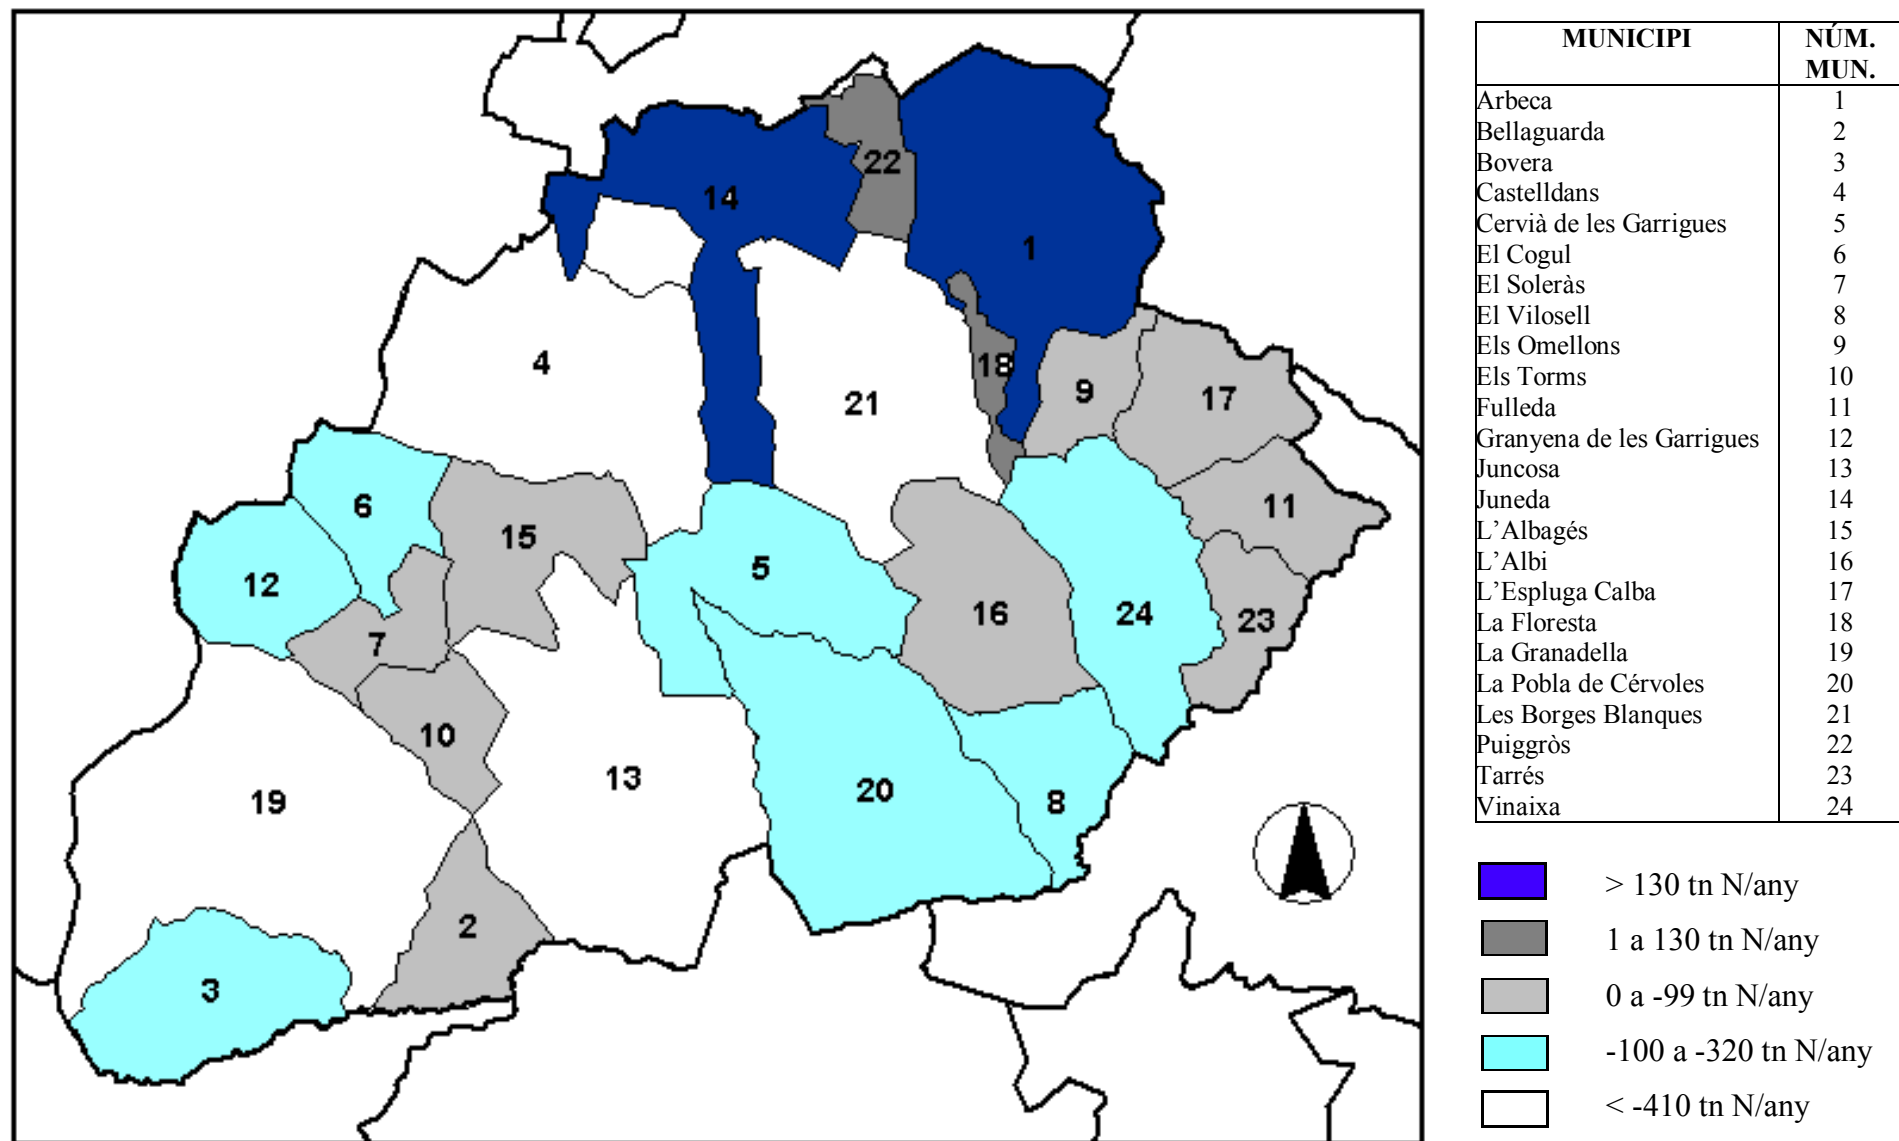 MUNICIPI NÚM. MUN.
Arbeca 1
Bellaguarda 2
Bovera 3
Castelldans 4
Cervià de les Garrigues 5
El Cogul 6
El Soleràs 7
El Vilosell 8
Els Omellons 9
Els Torms 10
Fulleda 11
Granyena de les Garrigues 12
Juncosa 13
Juneda 14
L'Albagés 15
L'Albi 16
L'Espluga Calba 17
La Floresta 18
La Granadella 19
La Pobla de Cérvoles 20
Les Borges Blanques 21
Puiggròs 22
Tarrés 23
Vinaixa 24
> 130 tn N/any
1 a 130 tn N/any
0 a -99 tn N/any
-100 a -320 tn N/any
< -410 tn N/any
22
14
1
4
18
9
17
21
6
11
15
5
12
16
24
23
7
10
13
20
8
19
2
3